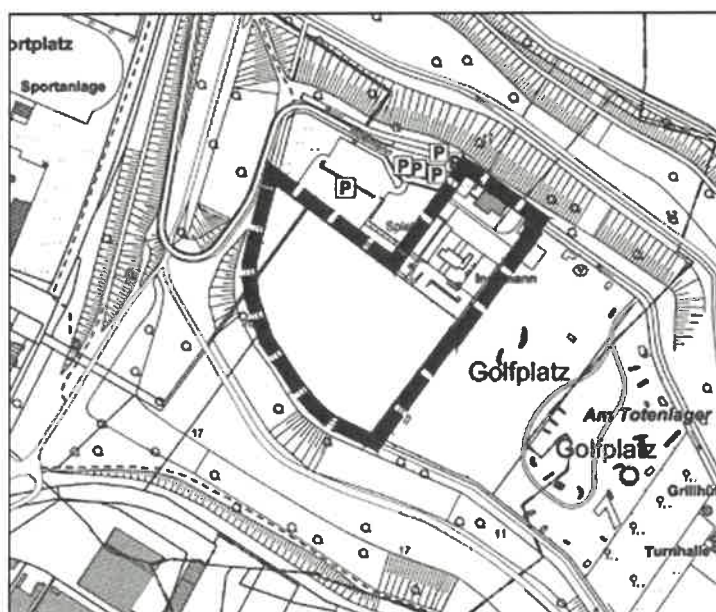 ortplatz
Sportanlage
P
P P P
P
Golfplatz
Am Totenlager
Golfplatz
Grillhü
Turnhalle
17
17
11